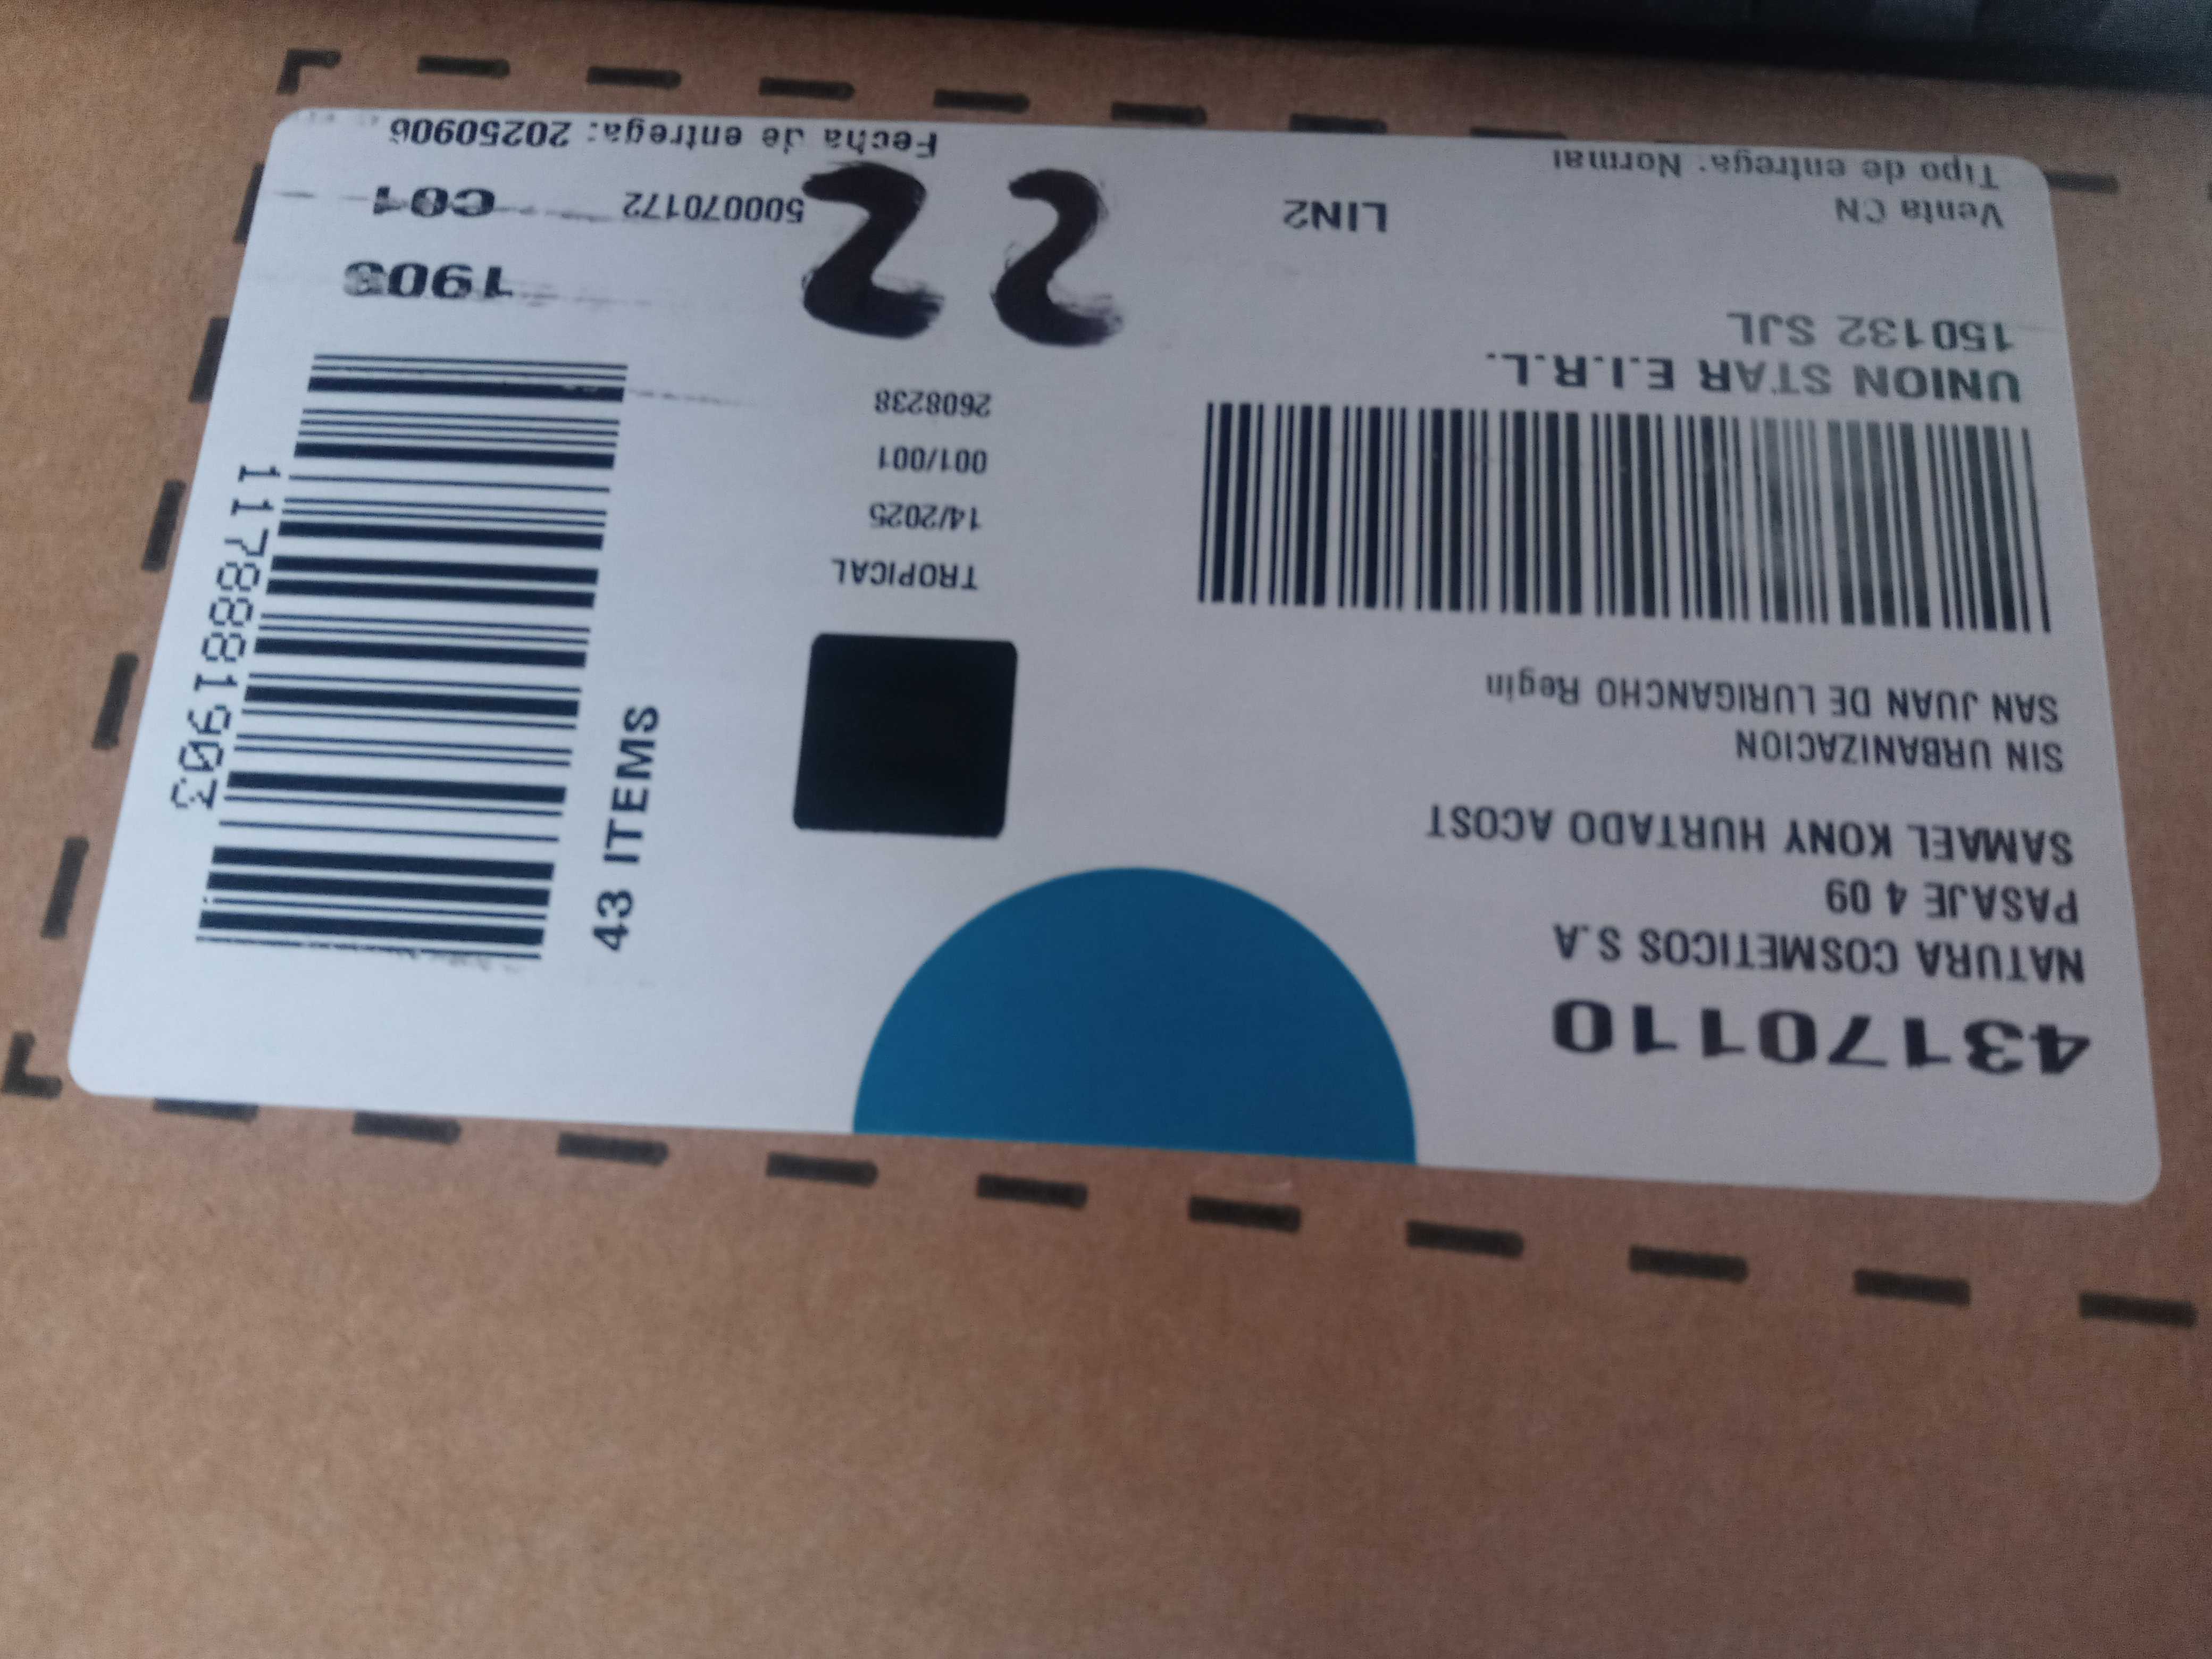 43170110
NATURA COSMETICOS S.A
PASAJE 4 09
SAMAEL KONY HURTADO ACOST
SIN URBANIZACION
SAN JUAN DE LURIGANCHO Regin
UNION STAR E.I.R.L.
150132 SJL
Venta CN
Tipo de entrega: Normal
LIN2
TROPICAL
14/2025
001/001
2608238
22
43 ITEMS
1178881903
1903
500070172
C01
Fecha de entrega: 20250906